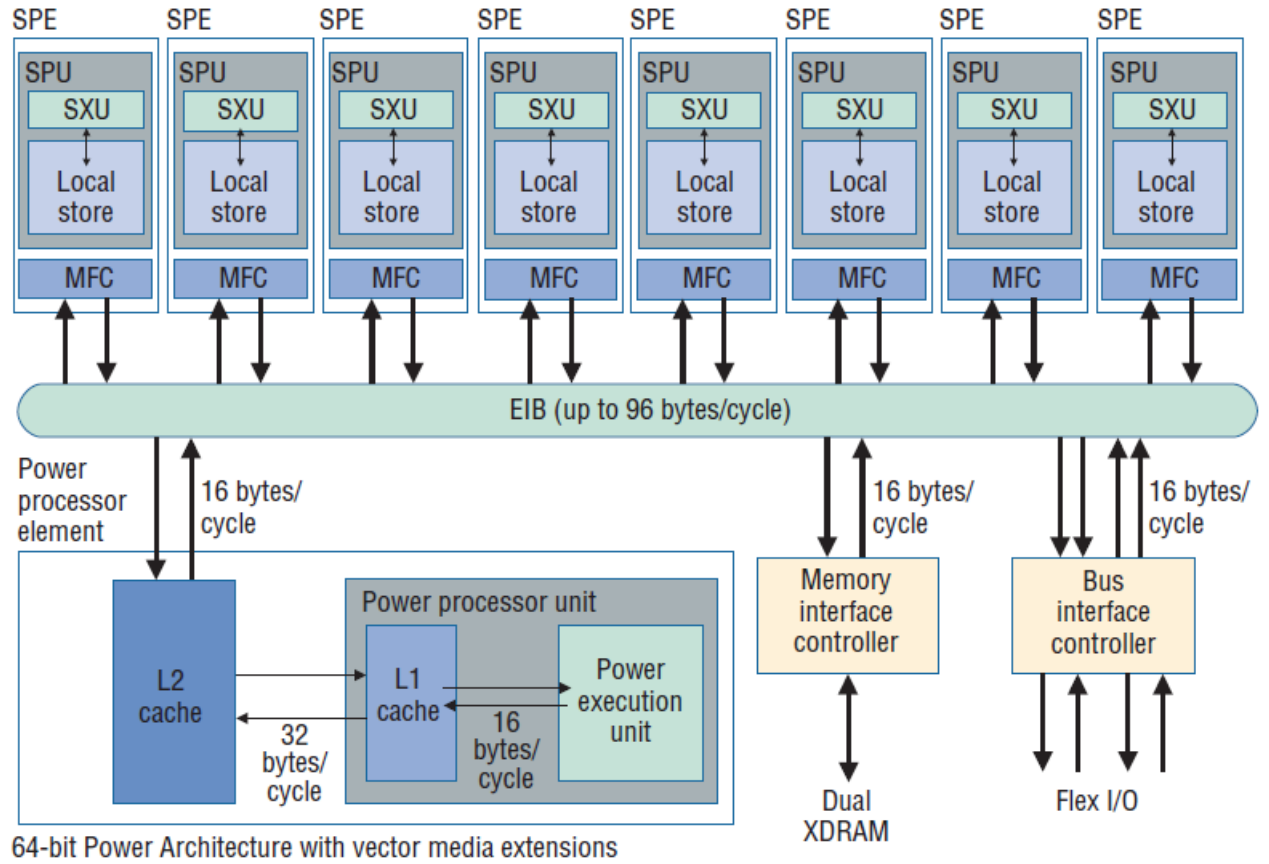 SPE SPE SPE SPE SPE SPE SPE SPE
SPU SPU SPU SPU SPU SPU SPU SPU
SXU SXU SXU SXU SXU SXU SXU SXU
Local Local Local Local Local Local Local Local
store store store store store store store store
MFC MFC MFC MFC MFC MFC MFC MFC
EIB (up to 96 bytes/cycle)
Power
processor
element
16 bytes/
cycle
16 bytes/
cycle
16 bytes/
cycle
L2
cache
32
bytes/
cycle
Power processor unit
L1
cache
16
bytes/
cycle
Power
execution
unit
Memory
interface
controller
Bus
interface
controller
Dual
XDRAM
Flex I/O
64-bit Power Architecture with vector media extensions